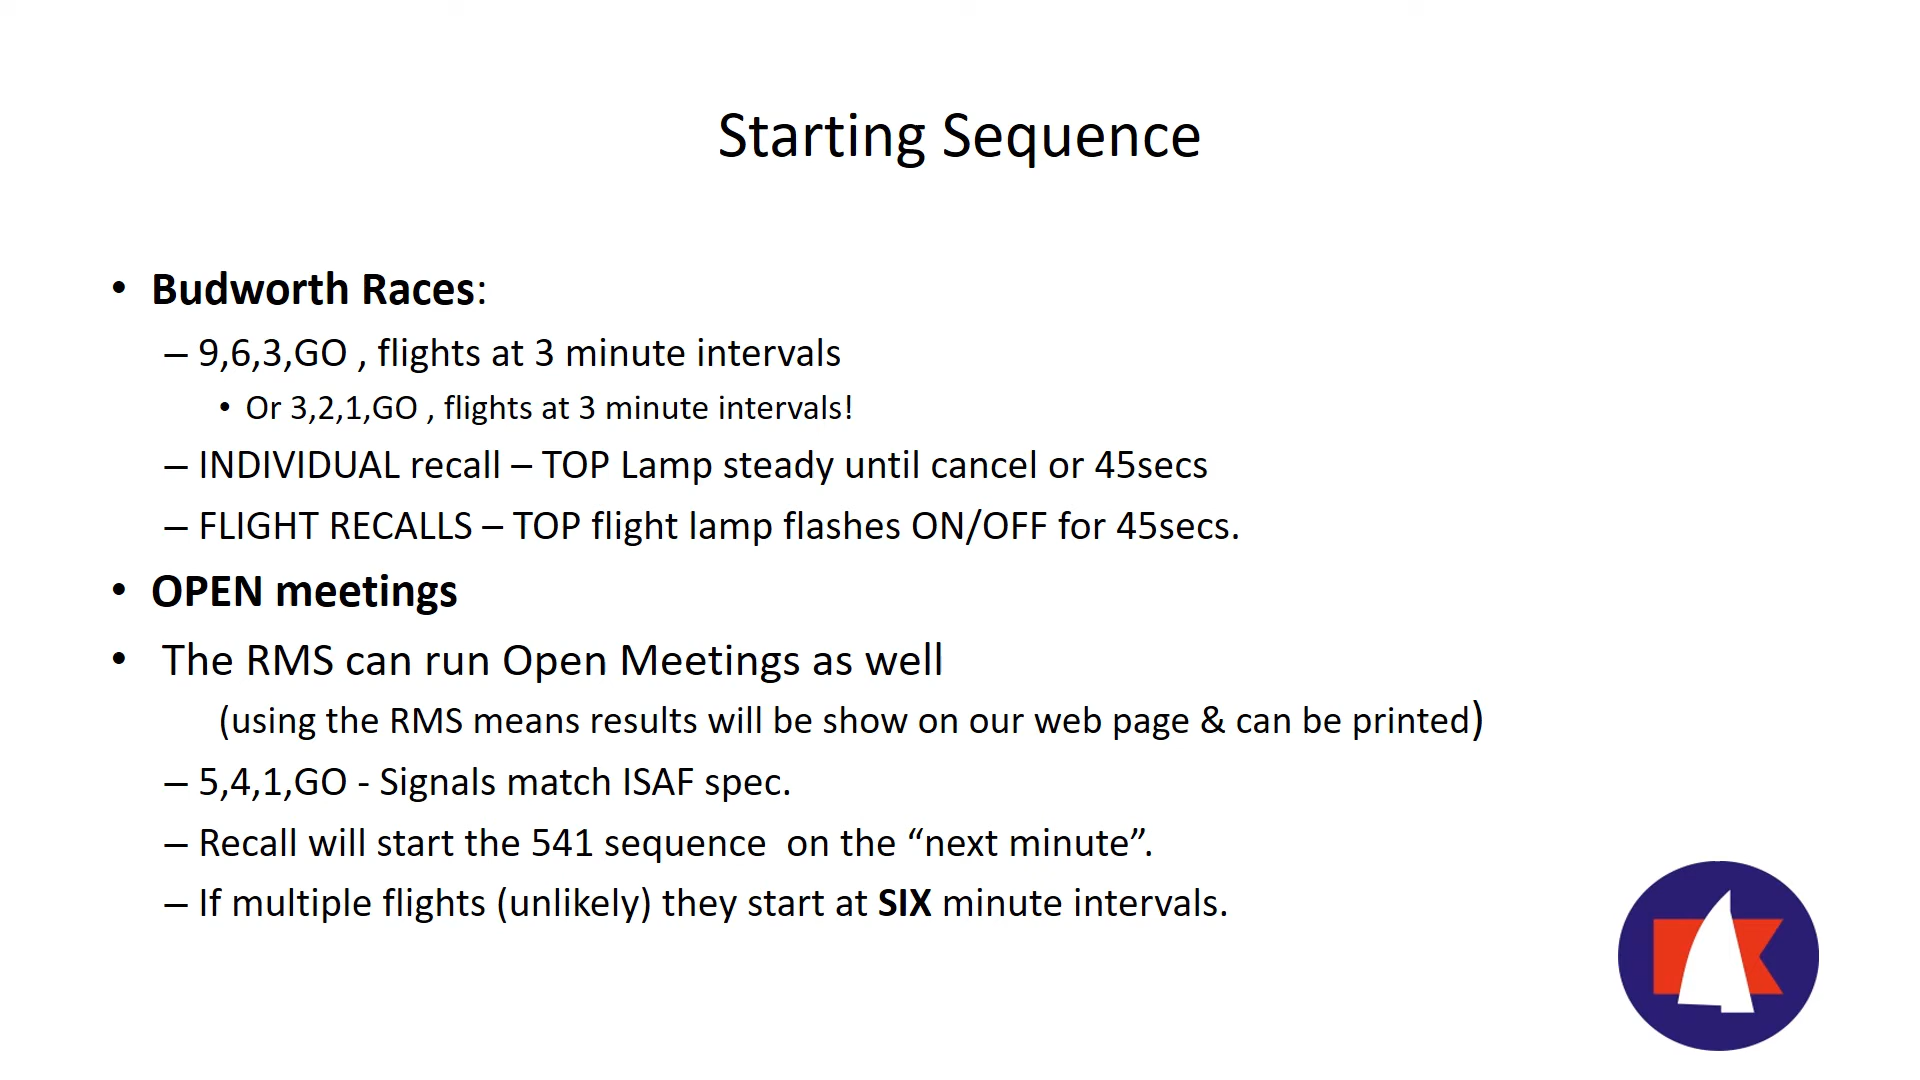 Starting Sequence
• Budworth Races:
– 9,6,3,GO , flights at 3 minute intervals
• Or 3,2,1,GO , flights at 3 minute intervals!
– INDIVIDUAL recall – TOP Lamp steady until cancel or 45secs
– FLIGHT RECALLS – TOP flight lamp flashes ON/OFF for 45secs.
• OPEN meetings
• The RMS can run Open Meetings as well
(using the RMS means results will be show on our web page & can be printed)
– 5,4,1,GO - Signals match ISAF spec.
– Recall will start the 541 sequence  on the “next minute”.
– If multiple flights (unlikely) they start at SIX minute intervals.